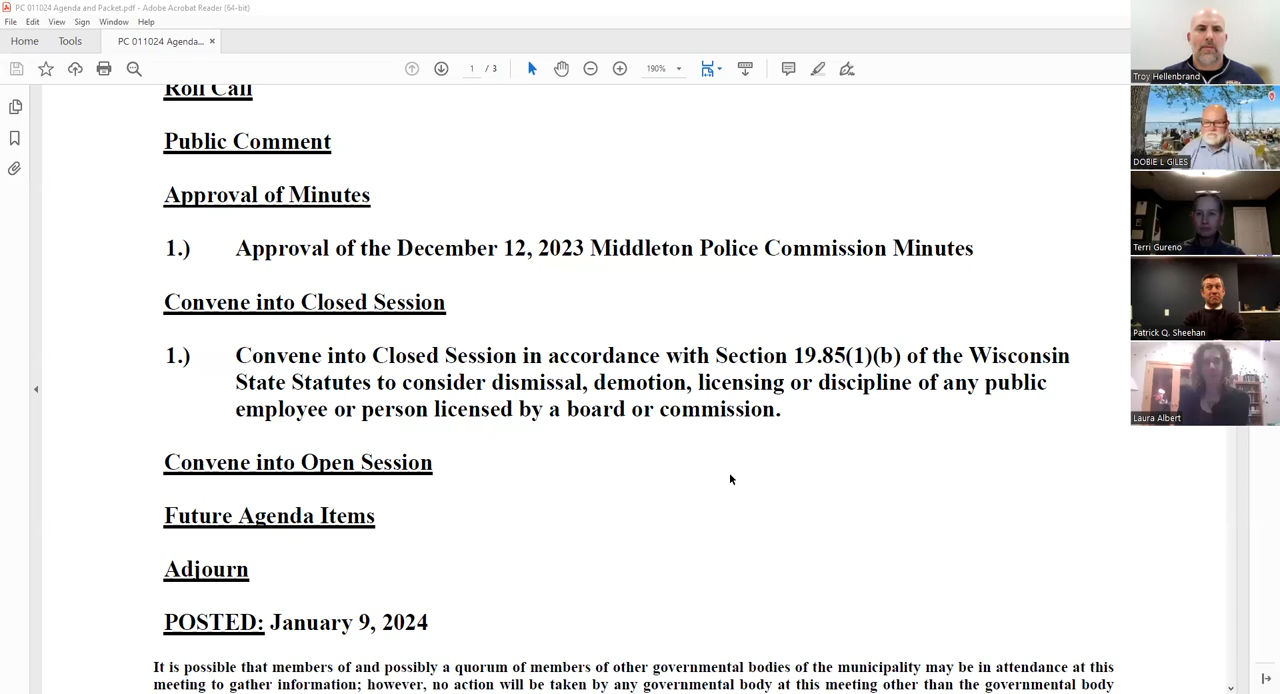 PC 011024 Agenda and Packet.pdf - Adobe Acrobat Reader (64-bit)
File Edit View Sign Window Help
Home Tools PC 011024 Agenda... ×
1 / 3 190%
Roll Call
Public Comment
Approval of Minutes
1.) Approval of the December 12, 2023 Middleton Police Commission Minutes
Convene into Closed Session
1.) Convene into Closed Session in accordance with Section 19.85(1)(b) of the Wisconsin
State Statutes to consider dismissal, demotion, licensing or discipline of any public
employee or person licensed by a board or commission.
Convene into Open Session
Future Agenda Items
Adjourn
POSTED: January 9, 2024
It is possible that members of and possibly a quorum of members of other governmental bodies of the municipality may be in attendance at this
meeting to gather information; however, no action will be taken by any governmental body at this meeting other than the governmental body
Troy Hellenbrand
DOBIE L GILES
Terri Gureno
Patrick Q. Sheehan
Laura Albert